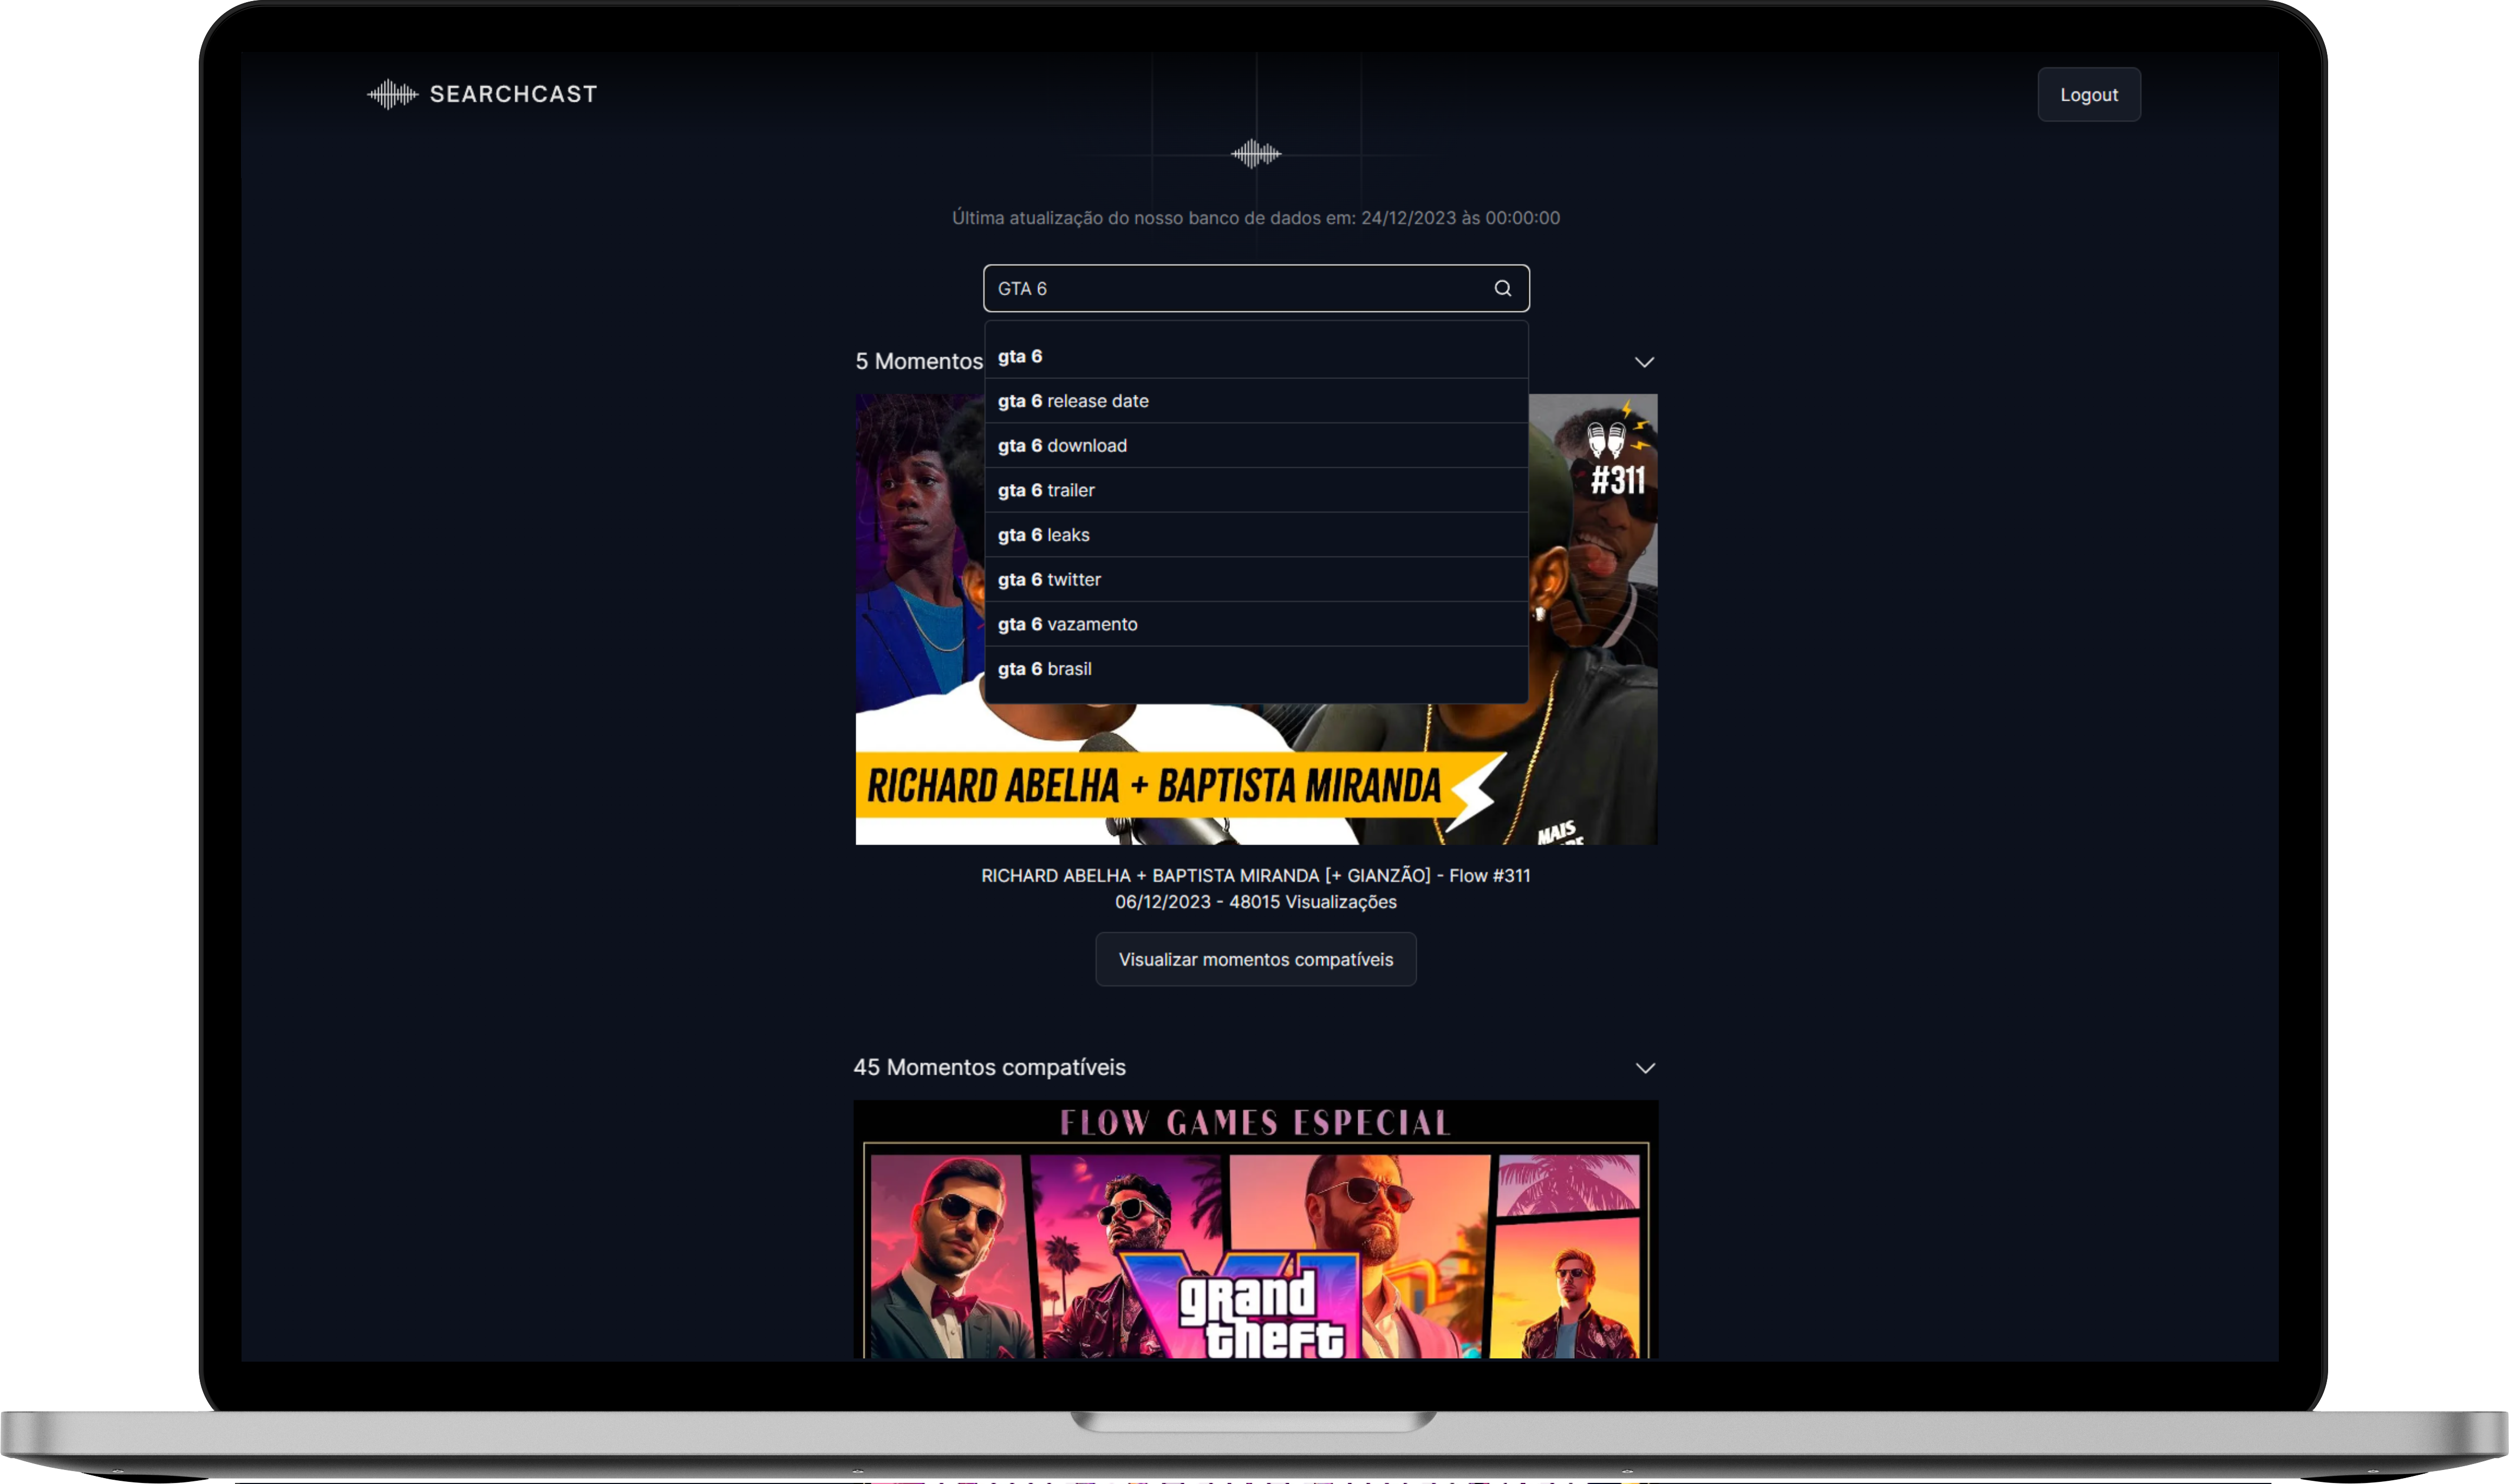 SEARCHCAST
Logout
Última atualização do nosso banco de dados em: 24/12/2023 às 00:00:00
GTA 6
5 Momentos
gta 6
gta 6 release date
gta 6 download
gta 6 trailer
gta 6 leaks
gta 6 twitter
gta 6 vazamento
gta 6 brasil
#311
RICHARD ABELHA + BAPTISTA MIRANDA
MAIS
RICHARD ABELHA + BAPTISTA MIRANDA [+ GIANZÃO] - Flow #311
06/12/2023 - 48015 Visualizações
Visualizar momentos compatíveis
45 Momentos compatíveis
FLOW GAMES ESPECIAL
VI
grand
theft